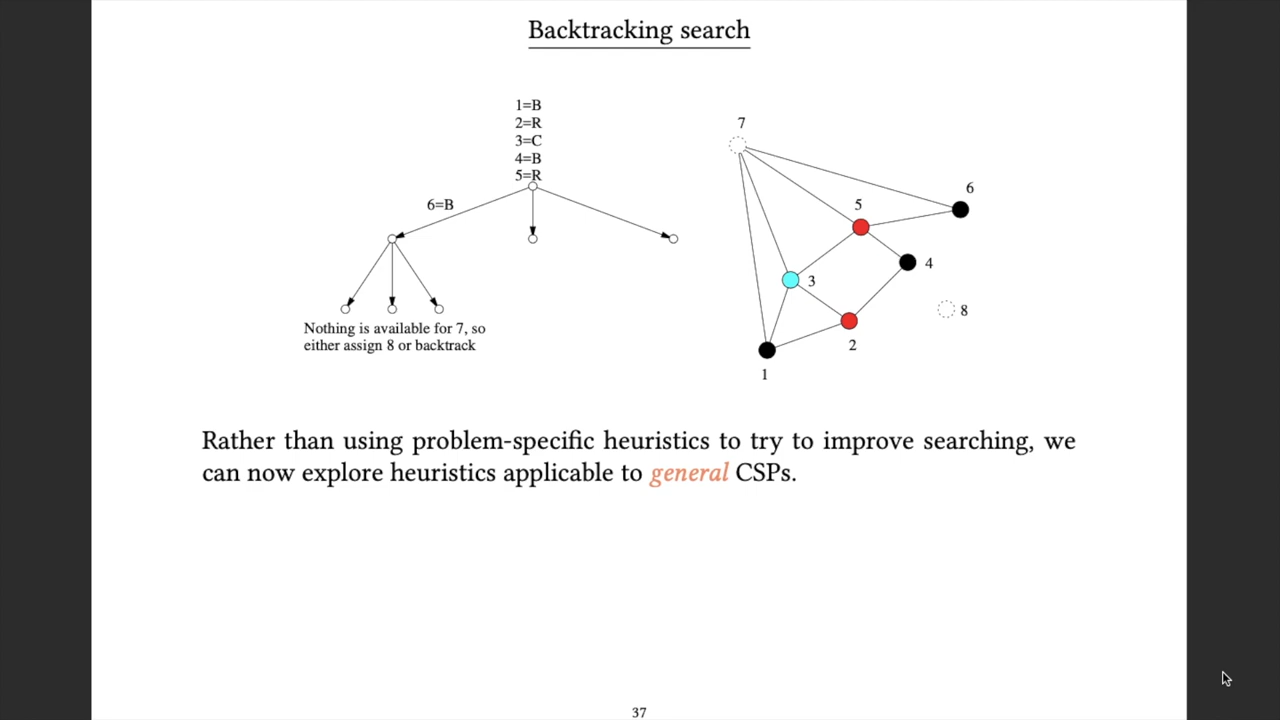 Backtracking search
1=B
2=R
3=C
4=B
5=R
6=B
Nothing is available for 7, so
either assign 8 or backtrack
7
6
5
4
3
8
2
1
Rather than using problem-specific heuristics to try to improve searching, we
can now explore heuristics applicable to general CSPs.
37